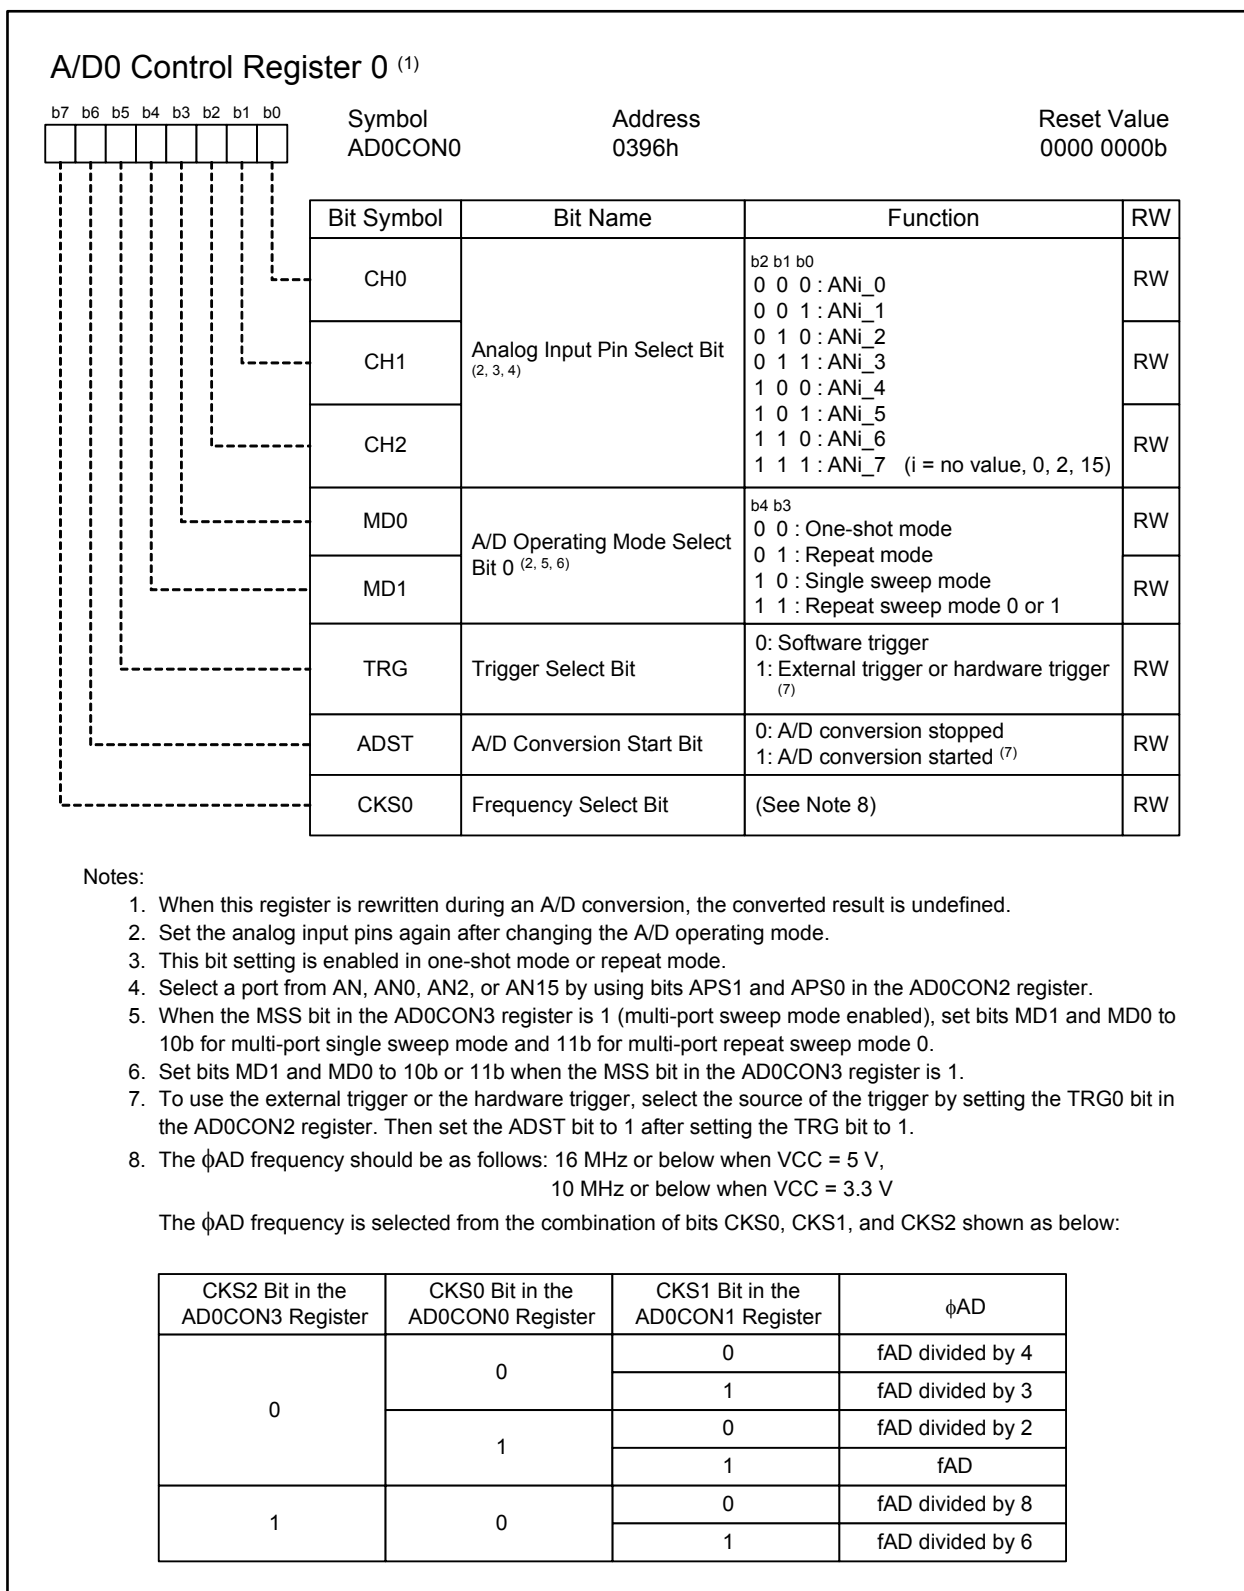 A/D0 Control Register 0 (1)
b7 b6 b5 b4 b3 b2 b1 b0
Symbol Address Reset Value
AD0CON0 0396h 0000 0000b
Bit Symbol Bit Name Function RW
CH0 RW
CH1 Analog Input Pin Select Bit (2, 3, 4) RW
CH2 RW
b2 b1 b0
0 0 0 : ANi_0
0 0 1 : ANi_1
0 1 0 : ANi_2
0 1 1 : ANi_3
1 0 0 : ANi_4
1 0 1 : ANi_5
1 1 0 : ANi_6
1 1 1 : ANi_7 (i = no value, 0, 2, 15)
MD0 RW
A/D Operating Mode Select
Bit 0 (2, 5, 6)
MD1 RW
b4 b3
0 0 : One-shot mode
0 1 : Repeat mode
1 0 : Single sweep mode
1 1 : Repeat sweep mode 0 or 1
TRG Trigger Select Bit RW
0: Software trigger
1: External trigger or hardware trigger
(7)
ADST A/D Conversion Start Bit RW
0: A/D conversion stopped
1: A/D conversion started (7)
CKS0 Frequency Select Bit (See Note 8) RW
Notes:
1. When this register is rewritten during an A/D conversion, the converted result is undefined.
2. Set the analog input pins again after changing the A/D operating mode.
3. This bit setting is enabled in one-shot mode or repeat mode.
4. Select a port from AN, AN0, AN2, or AN15 by using bits APS1 and APS0 in the AD0CON2 register.
5. When the MSS bit in the AD0CON3 register is 1 (multi-port sweep mode enabled), set bits MD1 and MD0 to
10b for multi-port single sweep mode and 11b for multi-port repeat sweep mode 0.
6. Set bits MD1 and MD0 to 10b or 11b when the MSS bit in the AD0CON3 register is 1.
7. To use the external trigger or the hardware trigger, select the source of the trigger by setting the TRG0 bit in
the AD0CON2 register. Then set the ADST bit to 1 after setting the TRG bit to 1.
8. The ϕAD frequency should be as follows: 16 MHz or below when VCC = 5 V,
10 MHz or below when VCC = 3.3 V
The ϕAD frequency is selected from the combination of bits CKS0, CKS1, and CKS2 shown as below:
CKS2 Bit in the CKS0 Bit in the CKS1 Bit in the ϕAD
AD0CON3 Register AD0CON0 Register AD0CON1 Register
0 0 0 fAD divided by 4
1 fAD divided by 3
1 0 fAD divided by 2
1 fAD
1 0 0 fAD divided by 8
1 fAD divided by 6